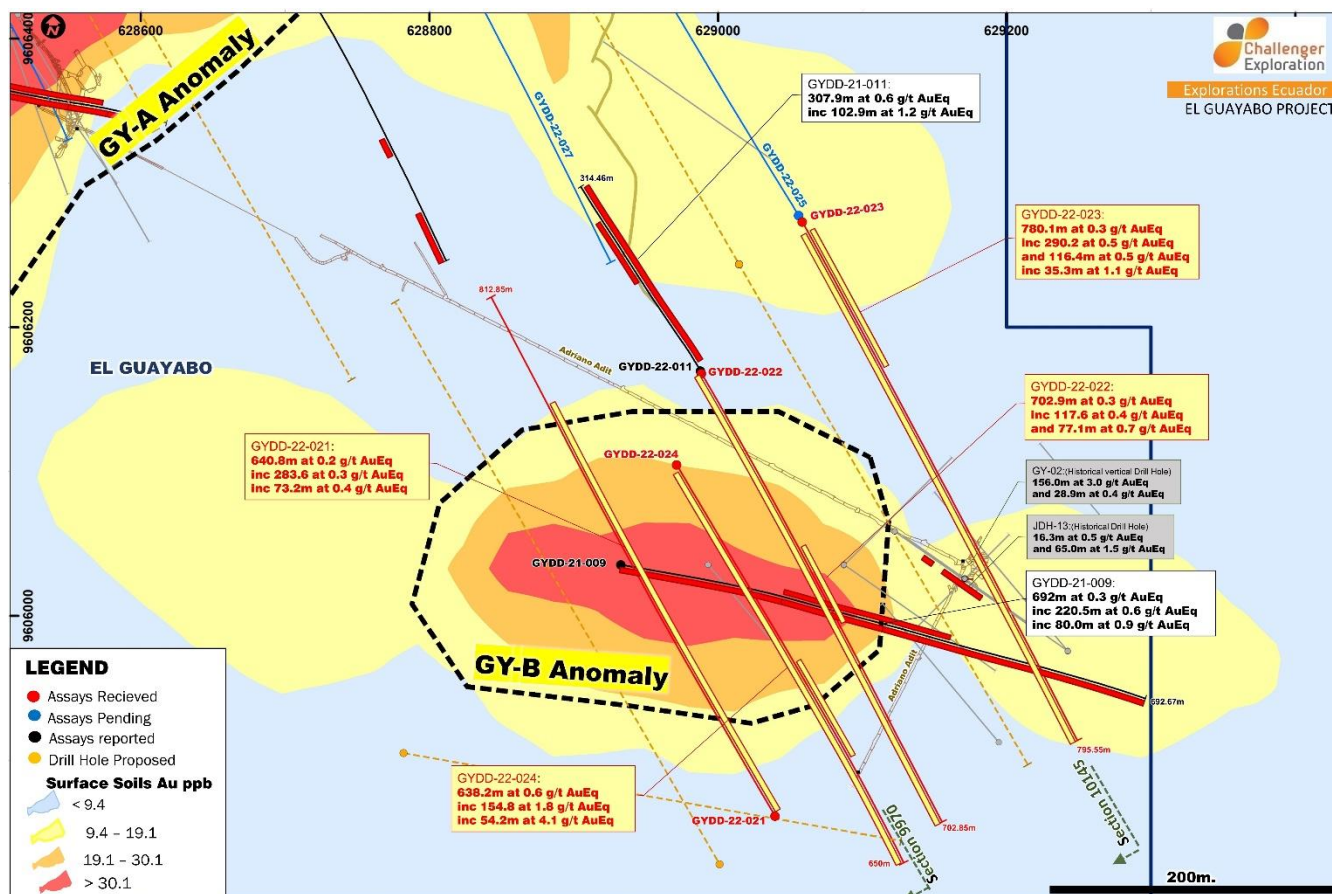 628600
628800
629000
629200
9606400
9606200
9606000
N
Challenger
Exploration
Explorations Ecuador
EL GUAYABO PROJECT
GY-A Anomaly
GYDD-22-027
GYDD-22-025
GYDD-21-011:
307.9m at 0.6 g/t AuEq
inc 102.9m at 1.2 g/t AuEq
314.46m
GYDD-22-023
GYDD-22-023:
780.1m at 0.3 g/t AuEq
inc 290.2 at 0.5 g/t AuEq
and 116.4m at 0.5 g/t AuEq
inc 35.3m at 1.1 g/t AuEq
812.85m
EL GUAYABO
Adriano Adit
GYDD-22-011
GYDD-22-022
GYDD-22-022:
702.9m at 0.3 g/t AuEq
inc 117.6 at 0.4 g/t AuEq
and 77.1m at 0.7 g/t AuEq
GYDD-22-021:
640.8m at 0.2 g/t AuEq
inc 283.6 at 0.3 g/t AuEq
inc 73.2m at 0.4 g/t AuEq
GYDD-22-024
GY-02:(Historical vertical Drill Hole)
156.0m at 3.0 g/t AuEq
and 28.9m at 0.4 g/t AuEq
JDH-13:(Historical Drill Hole)
16.3m at 0.5 g/t AuEq
and 65.0m at 1.5 g/t AuEq
GYDD-21-009
GYDD-21-009:
692m at 0.3 g/t AuEq
inc 220.5m at 0.6 g/t AuEq
inc 80.0m at 0.9 g/t AuEq
GY-B Anomaly
Adriano Adit
692.67m
795.55m
Section 10145
GYDD-22-024:
638.2m at 0.6 g/t AuEq
inc 154.8 at 1.8 g/t AuEq
inc 54.2m at 4.1 g/t AuEq
GYDD-22-021
702.85m
650m
Section 9970
200m.
LEGEND
Assays Recieved
Assays Pending
Assays reported
Drill Hole Proposed
Surface Soils Au ppb
< 9.4
9.4 – 19.1
19.1 – 30.1
> 30.1